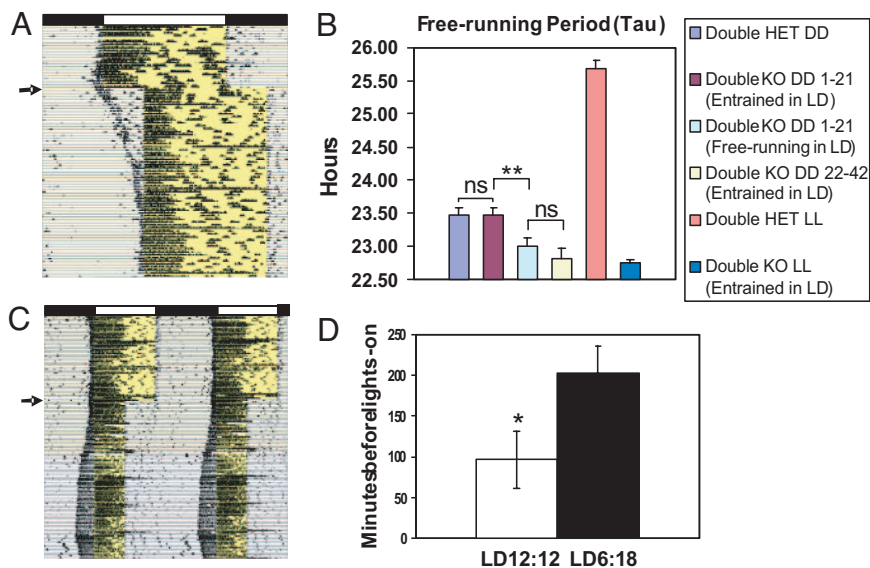 A
B
Free-running Period (Tau)
Hours
26.00
25.50
25.00
24.50
24.00
23.50
23.00
22.50
ns
**
ns
Double HET DD
Double KO DD 1-21
(Entrained in LD)
Double KO DD 1-21
(Free-running in LD)
Double KO DD 22-42
(Entrained in LD)
Double HET LL
Double KO LL
(Entrained in LD)
C
D
Minutesbeforelights-on
250
200
150
100
50
0
*
LD12:12 LD6:18